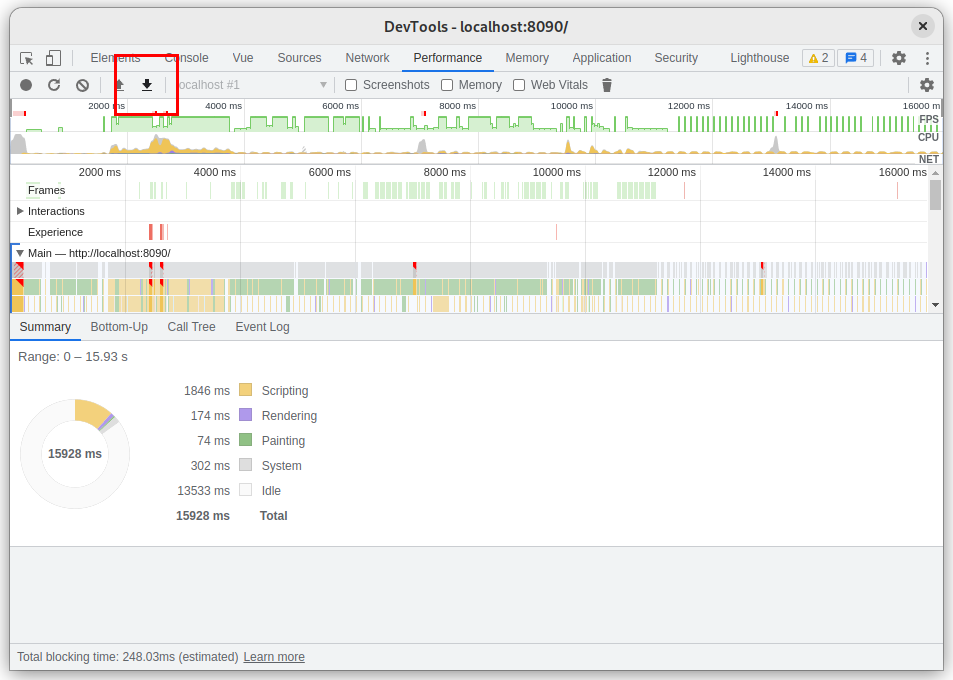 DevTools - localhost:8090/
Elements Console Vue Sources Network Performance Memory Application Security Lighthouse 2 4
localhost #1 Screenshots Memory Web Vitals
2000 ms 4000 ms 6000 ms 8000 ms 10000 ms 12000 ms 14000 ms 16000 m
FPS
CPU
NET
2000 ms 4000 ms 6000 ms 8000 ms 10000 ms 12000 ms 14000 ms 16000 ms
Frames
Interactions
Experience
Main — http://localhost:8090/
Summary Bottom-Up Call Tree Event Log
Range: 0 – 15.93 s
1846 ms Scripting
174 ms Rendering
74 ms Painting
15928 ms
302 ms System
13533 ms Idle
15928 ms Total
Total blocking time: 248.03ms (estimated) Learn more